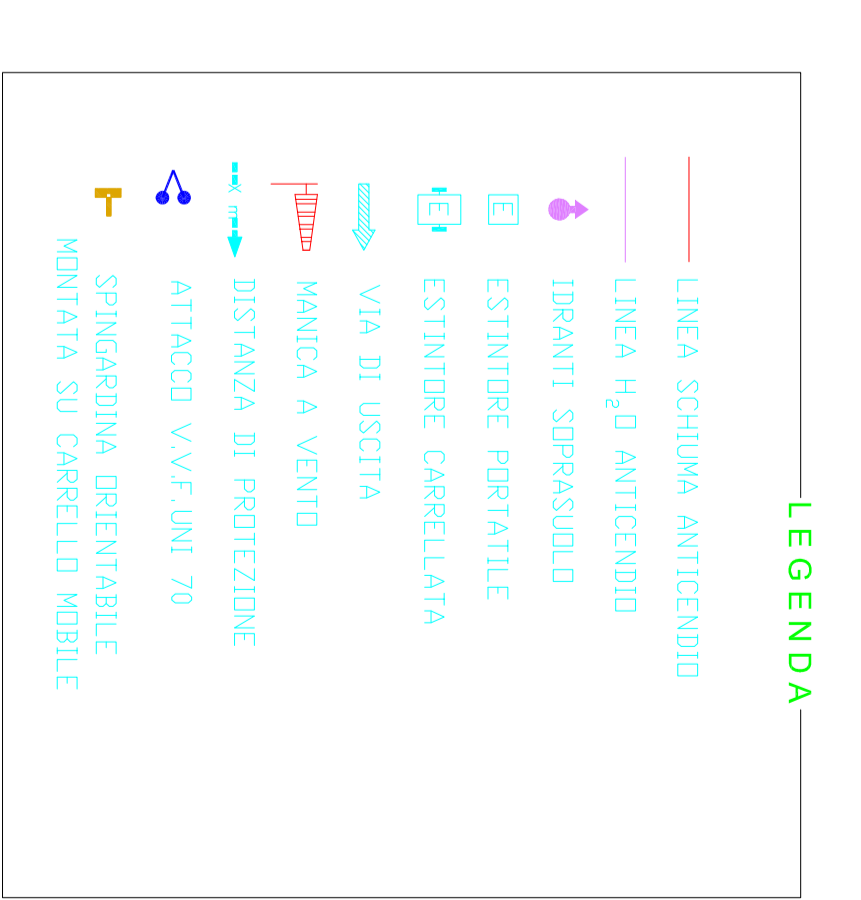 LEGENDA
LINEA SCHIUMA ANTICENDIO
LINEA H₂O ANTICENDIO
IDRANTI SOPRASUOLO
E ESTINTORE PORTATILE
E ESTINTORE CARRELLATA
VIA DI USCITA
MANICA A VENTO
x m DISTANZA DI PROTEZIONE
ATTACCO V.V.F. UNI 70
SPINGARDINA ORIENTABILE
MONTATA SU CARRELLO MOBILE